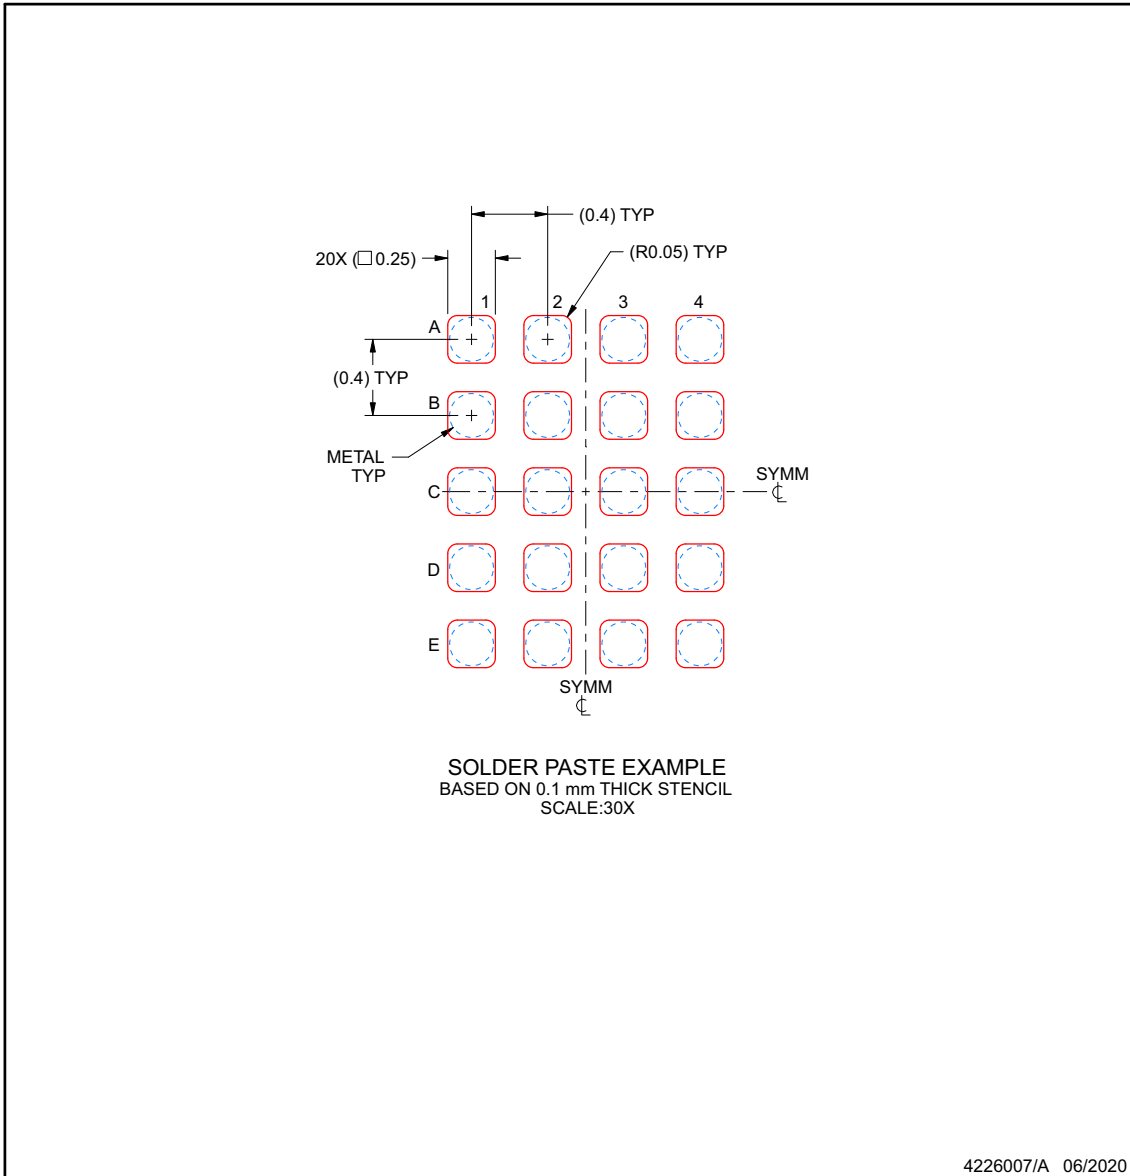 (0.4) TYP
20X (□0.25)
(R0.05) TYP
1 2 3 4
A
(0.4) TYP
B
METAL
TYP
C
SYMM
℄
D
E
SYMM
℄
SOLDER PASTE EXAMPLE
BASED ON 0.1 mm THICK STENCIL
SCALE:30X
4226007/A 06/2020